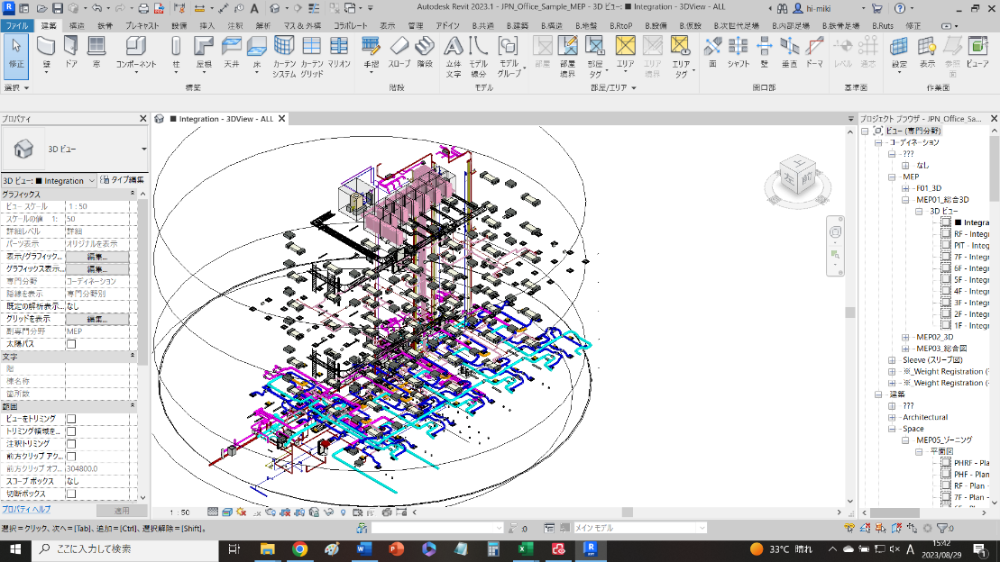 Autodesk Revit 2023.1 - JPN_Office_Sample_MEP - 3D ビュー: ■ Integration - 3DView - ALL
hi-miki
ファイル 建築 構造 鉄骨 プレキャスト 設備 挿入 注釈 解析 マス & 外構 コラボレート 表示 管理 アドイン B.共通 B.建築 B.構造 B.地盤 B.RtoP B.設備 B.仮設 B.次世代足場 B.内部足場 B.鉄骨足場 B.Ruts 修正
修正 壁 ドア 窓 コンポーネント 柱 屋根 天井 床 カーテン システム カーテン グリッド マリオン 手摺 スロープ 階段 立体 文字 モデル 線分 モデル グループ 部屋 部屋 境界 部屋 タグ エリア エリア 境界 エリア タグ 面 シャフト 壁 垂直 ドーマ レベル 通芯 設定 表示 参照 面 ビューア
選択 構築 階段 モデル 部屋/エリア 開口部 基準面 作業面
プロパティ
3D ビュー
3D ビュー: ■ Integration
タイプ編集
グラフィックス
ビュー スケール 1 : 50
スケールの値 1: 50
詳細レベル 詳細
パーツ表示 オリジナルを表示
表示/グラフィック... 編集...
グラフィックス表示... 編集...
専門分野 コーディネーション
隠線を表示 専門分野別
既定の解析表示... なし
グリッドを表示 編集...
副専門分野 MEP
太陽パス
文字
階
棟名称
箇所数
範囲
ビューをトリミング
トリミング領域を...
注釈トリミング
前方クリップ アク...
前方クリップ オフ... 304800.0
スコープ ボックス なし
切断ボックス
プロパティ ヘルプ
適用
■ Integration - 3DView - ALL
上
左
前
1 : 50
プロジェクト ブラウザ - JPN_Office_Sa...
ビュー (専門分野)
コーディネーション
???
なし
MEP
F01_3D
MEP01_総合3D
3D ビュー
■ Integra
RF - Integr
PIT - Integ
7F - Integr
6F - Integr
5F - Integr
4F - Integr
3F - Integr
2F - Integr
1F - Integr
MEP02_3D
MEP03_総合図
Sleeve (スリーブ図)
※_Weight Registration (
※_Weight Registration (
建築
???
Architectural
Space
MEP05_ゾーニング
平面図
PHRF - Pla
PHF - Plan
RF - Plan -
7F - Plan -
選択＝クリック、次へ＝[Tab]、追加＝[Ctrl]、選択解除＝[Shift]。
:0
メイン モデル
:0
ここに入力して検索
33°C 晴れ
A
15:42
2023/08/29